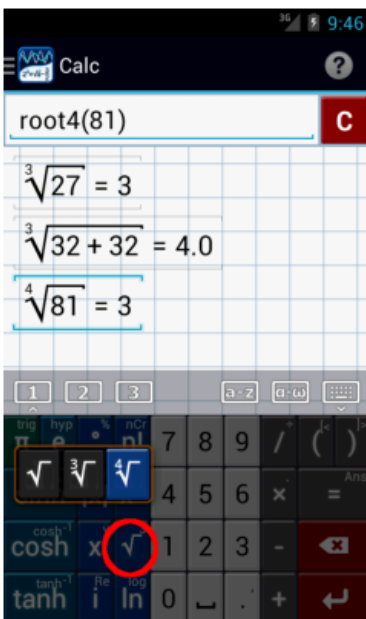 3G 9:46
Calc ?
root4(81) C
∛27 = 3
∛32 + 32 = 4.0
∜81 = 3
1 2 3 a-z α-ω
trig hyp % nCr
π e ° n! 7 8 9 / ( )
√ ∛ ∜ 4 5 6 × = Ans
cosh⁻¹
cosh x √ 1 2 3 -
tanh⁻¹ Re log
tanh i ln 0 . +